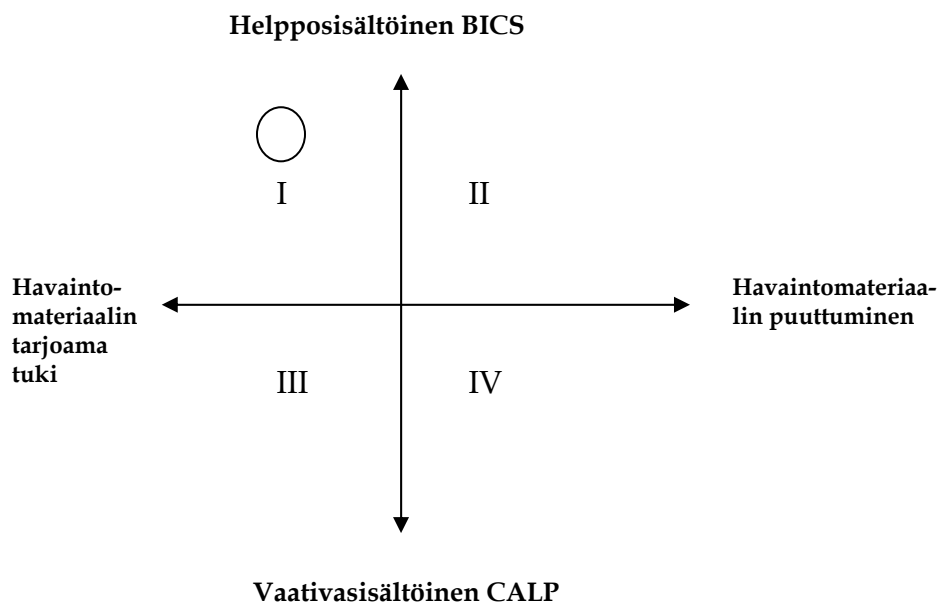 Helpposisältöinen BICS
I
II
Havainto-
materiaalin
tarjoama
tuki
Havaintomateriaa-
lin puuttuminen
III
IV
Vaativasisältöinen CALP